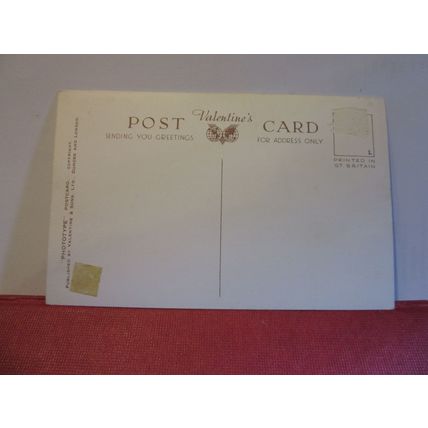 Valentine's
POST CARD
SENDING YOU GREETINGS
FOR ADDRESS ONLY
L
PRINTED IN
GT. BRITAIN
"PHOTOTYPE" POSTCARD. COPYRIGHT.
PUBLISHED BY VALENTINE & SONS. LTD. DUNDEE AND LONDON.